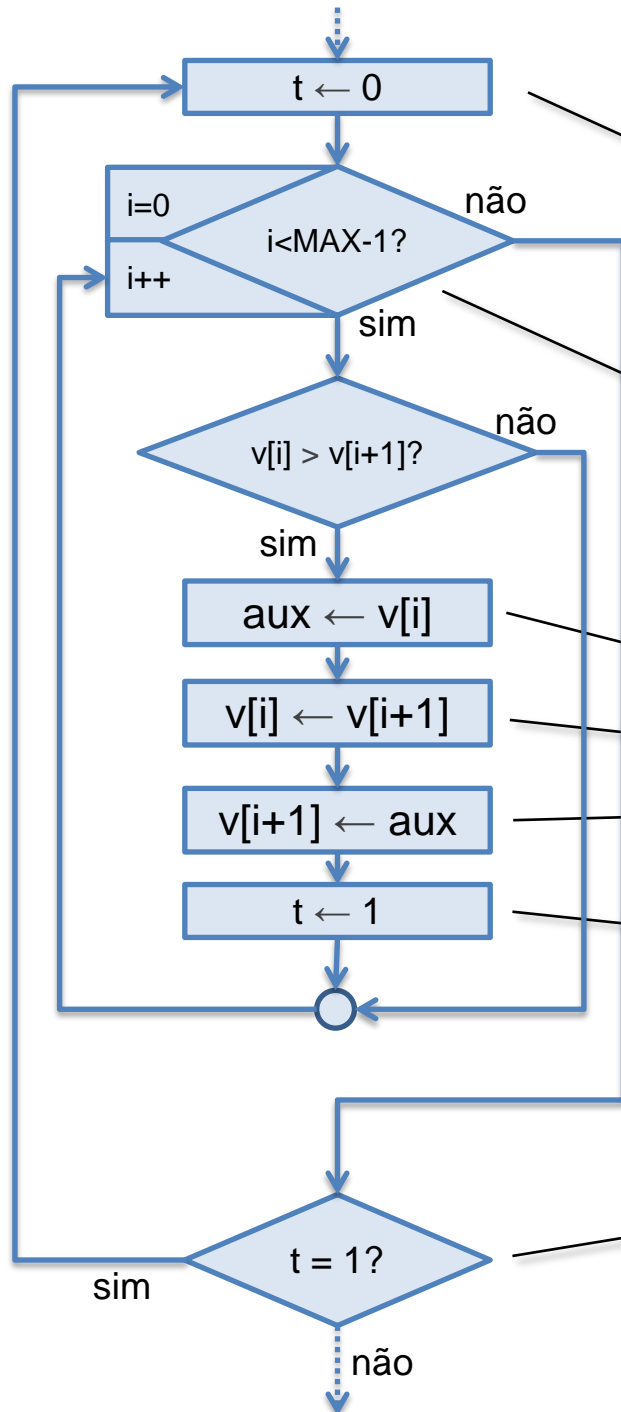 t ← 0
i=0
i<MAX-1?
não
i++
sim
v[i] > v[i+1]?
não
sim
aux ← v[i]
v[i] ← v[i+1]
v[i+1] ← aux
t ← 1
t = 1?
sim
não